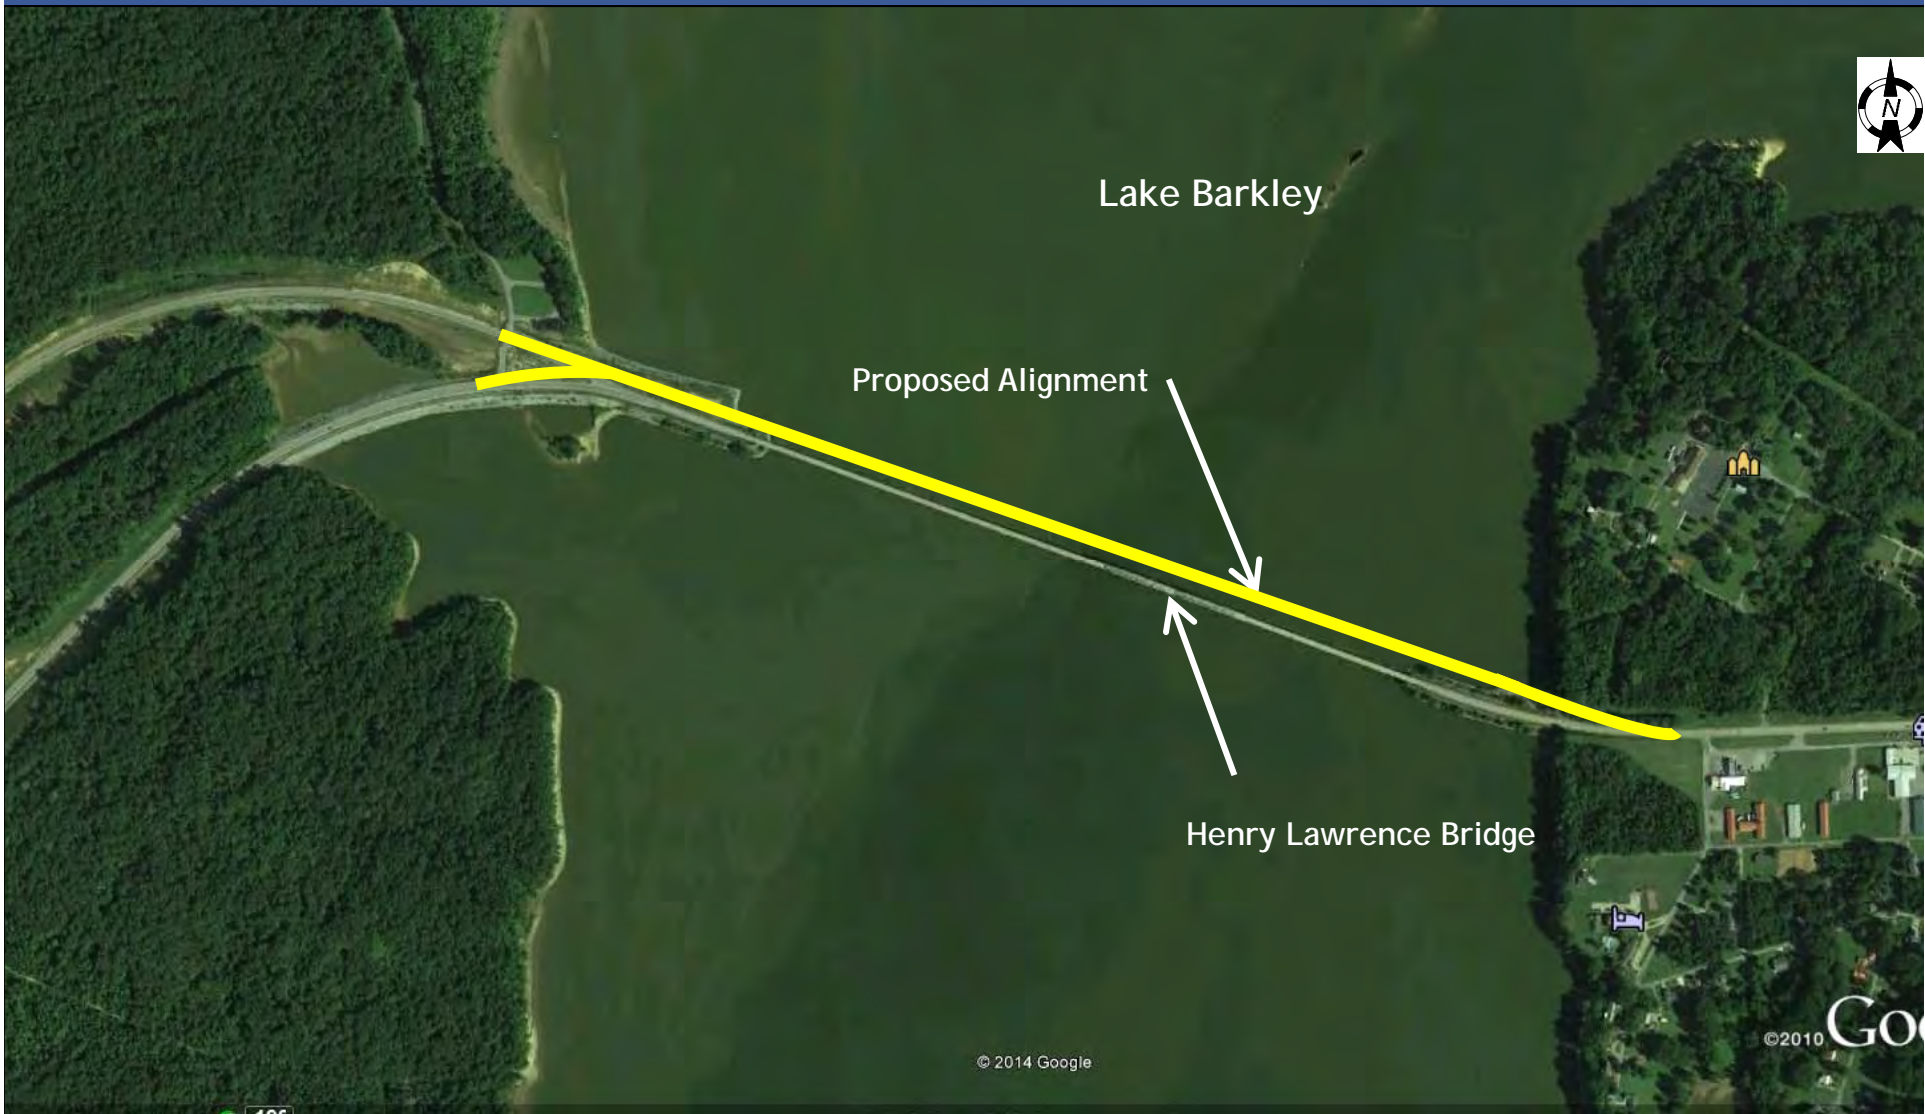 N
Lake Barkley
Proposed Alignment
Henry Lawrence Bridge
©2010
© 2014 Google